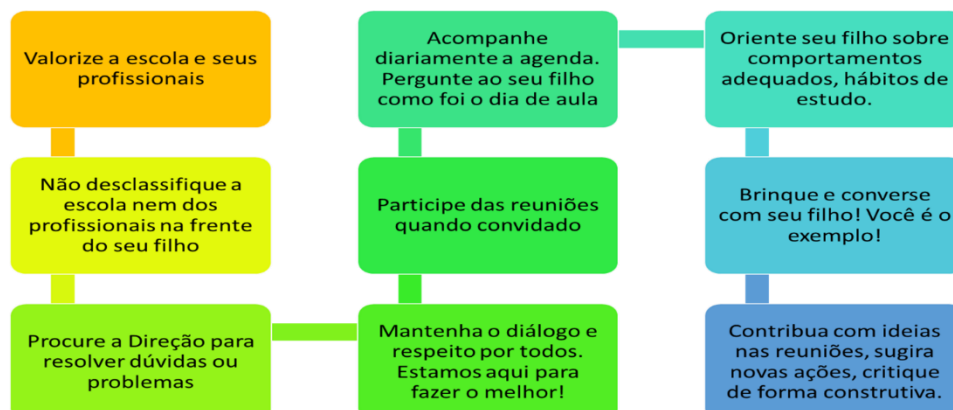 Valorize a escola e seus
profissionais
Não desclassifique a
escola nem dos
profissionais na frente
do seu filho
Procure a Direção para
resolver dúvidas ou
problemas
Mantenha o diálogo e
respeito por todos.
Estamos aqui para
fazer o melhor!
Participe das reuniões
quando convidado
Acompanhe
diariamente a agenda.
Pergunte ao seu filho
como foi o dia de aula
Oriente seu filho sobre
comportamentos
adequados, hábitos de
estudo.
Brinque e converse
com seu filho! Você é o
exemplo!
Contribua com ideias
nas reuniões, sugira
novas ações, critique
de forma construtiva.